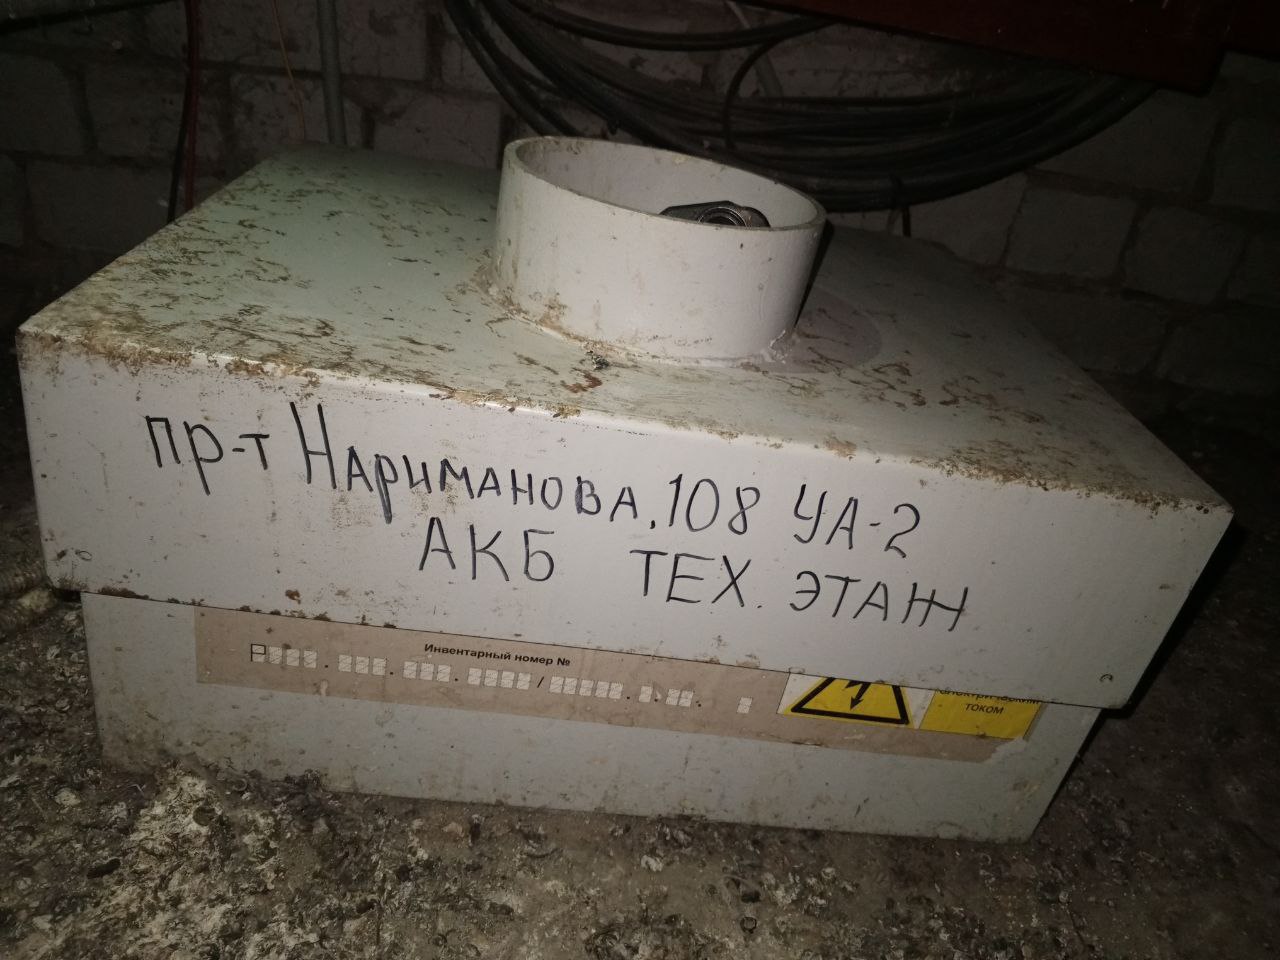 пр-т Нариманова, 108 УА-2
АКБ ТЕХ. ЭТАЖ
Инвентарный номер №
током